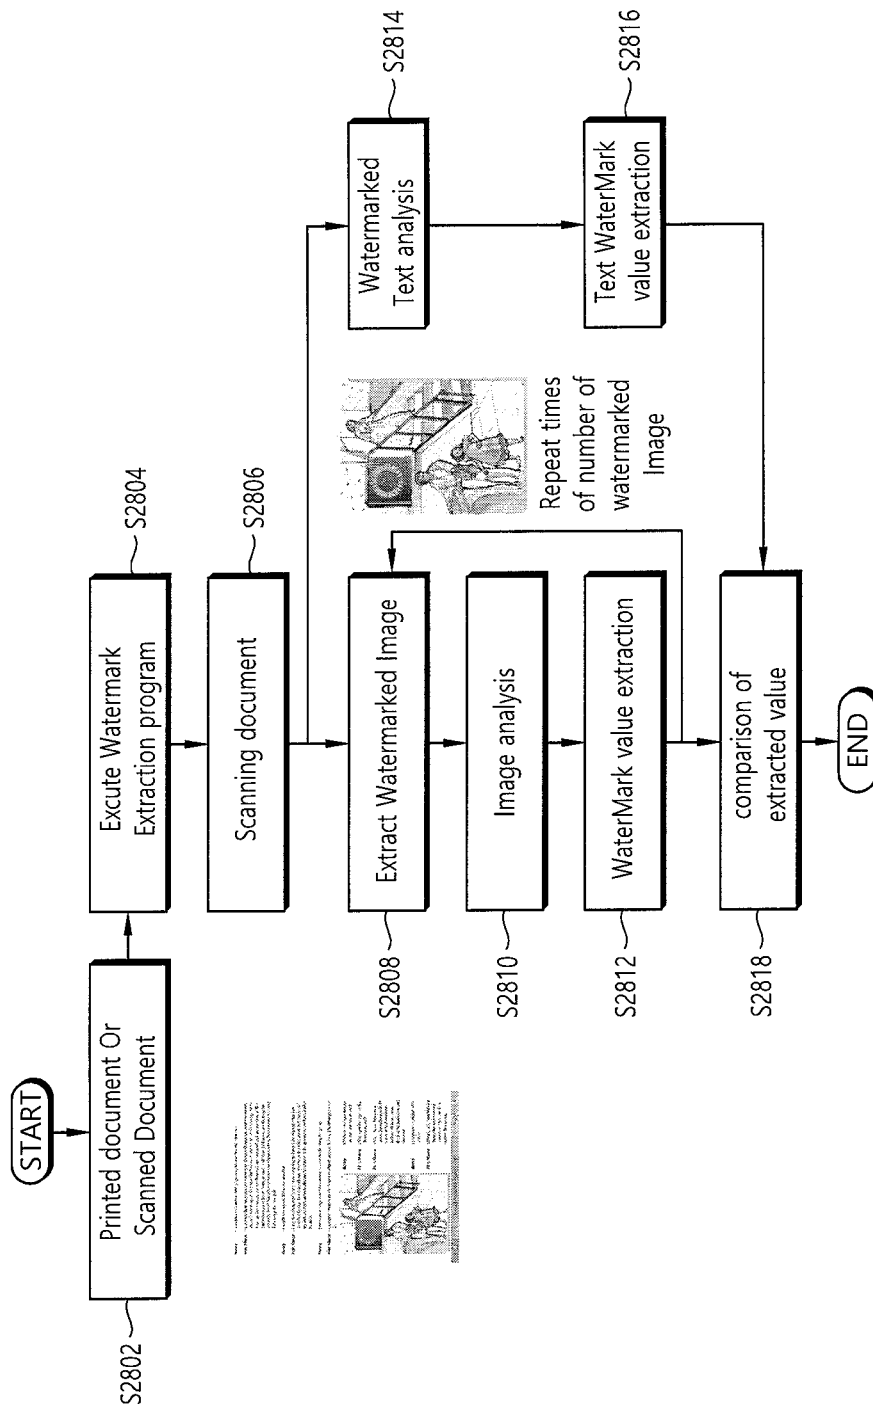 START
Printed document Or
Scanned Document
S2802
Excute Watermark
Extraction program
S2804
Scanning document
S2806
Extract Watermarked Image
S2808
Image analysis
S2810
WaterMark value extraction
S2812
Repeat times
of number of
watermarked
Image
Watermarked
Text analysis
S2814
Text WaterMark
value extraction
S2816
comparison of
extracted value
S2818
END